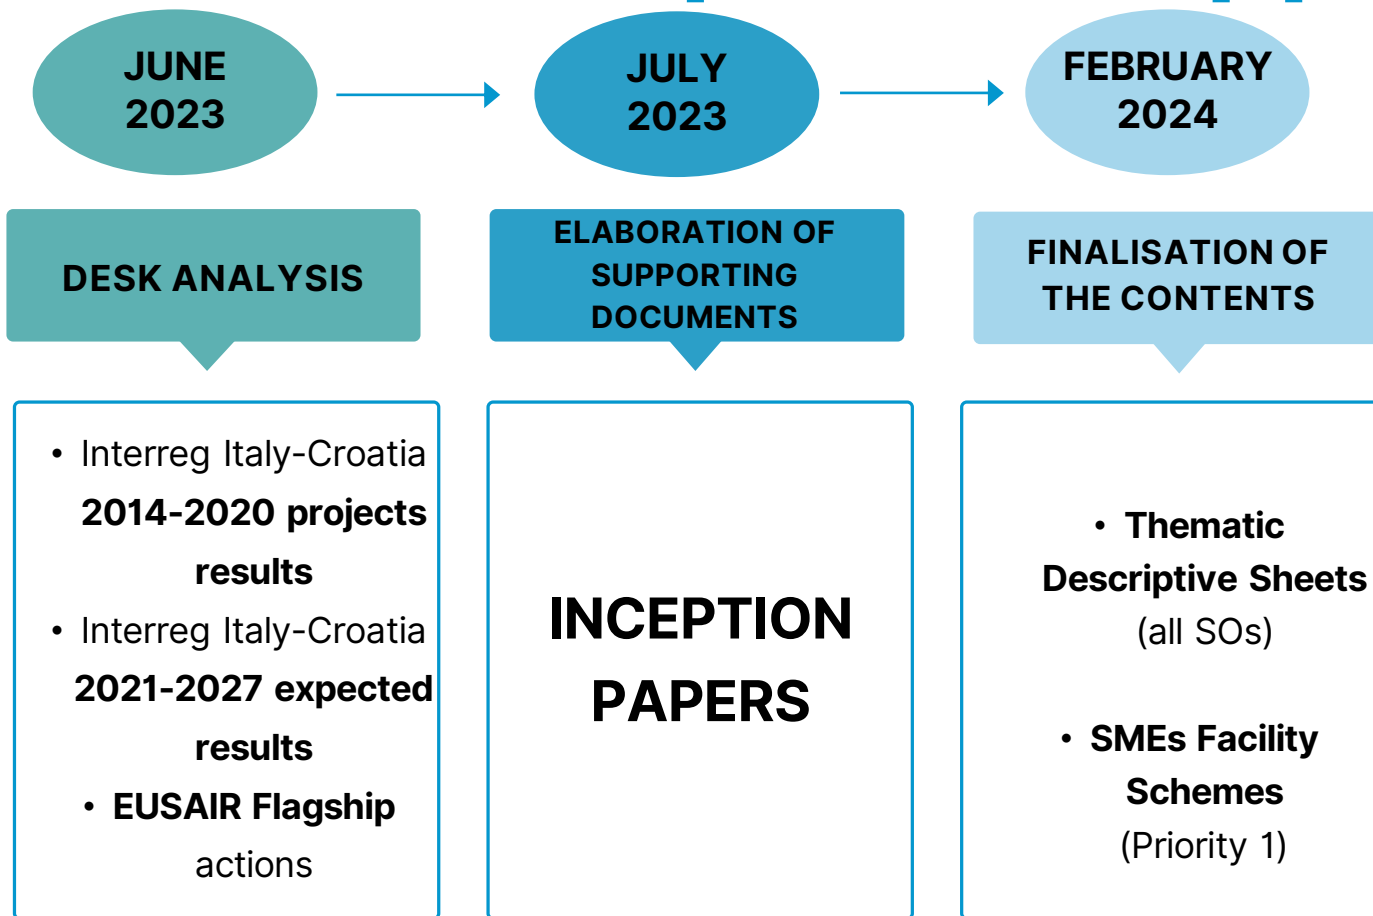 JUNE
2023
JULY
2023
FEBRUARY
2024
DESK ANALYSIS
ELABORATION OF
SUPPORTING
DOCUMENTS
FINALISATION OF
THE CONTENTS
• Interreg Italy-Croatia
2014-2020 projects
results
• Interreg Italy-Croatia
2021-2027 expected
results
• EUSAIR Flagship
actions
INCEPTION
PAPERS
• Thematic
Descriptive Sheets
(all SOs)
• SMEs Facility
Schemes
(Priority 1)